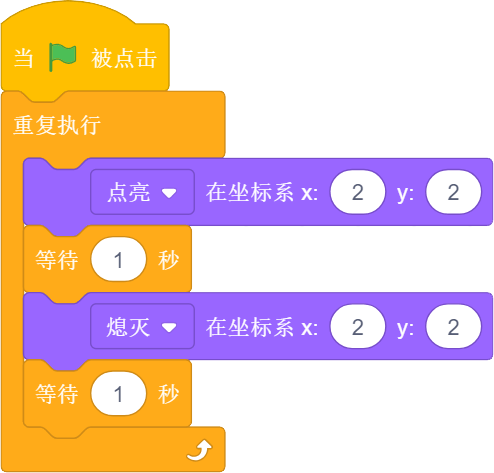 当 被点击
重复执行
点亮 在坐标系 x: 2 y: 2
等待 1 秒
熄灭 在坐标系 x: 2 y: 2
等待 1 秒